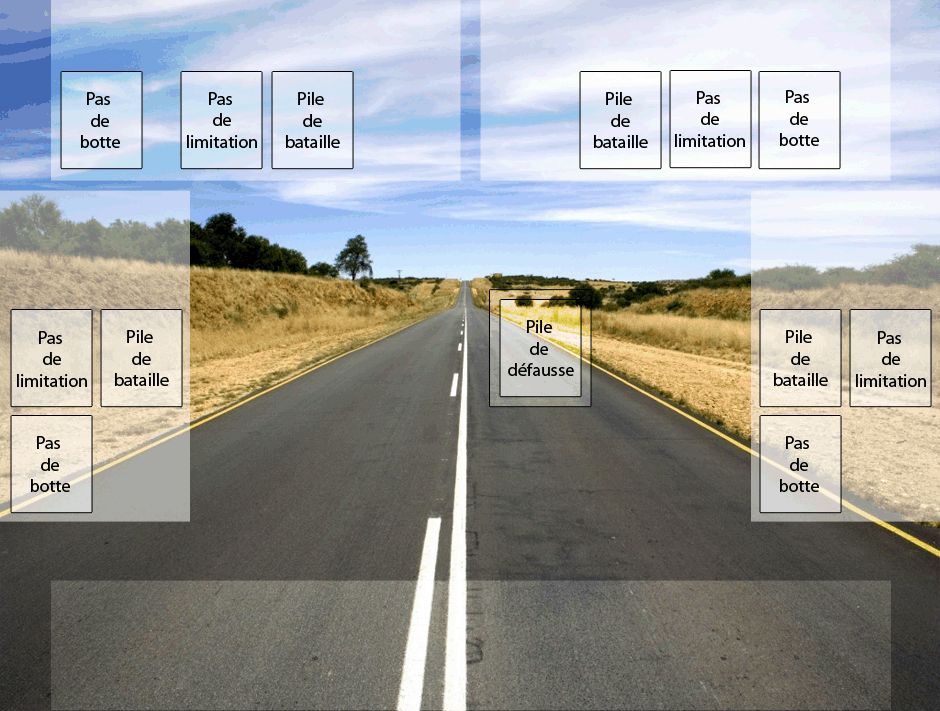 Pas
de
botte
Pas
de
limitation
Pile
de
bataille
Pile
de
bataille
Pas
de
limitation
Pas
de
botte
Pas
de
limitation
Pile
de
bataille
Pas
de
botte
Pile
de
défausse
Pile
de
bataille
Pas
de
limitation
Pas
de
botte